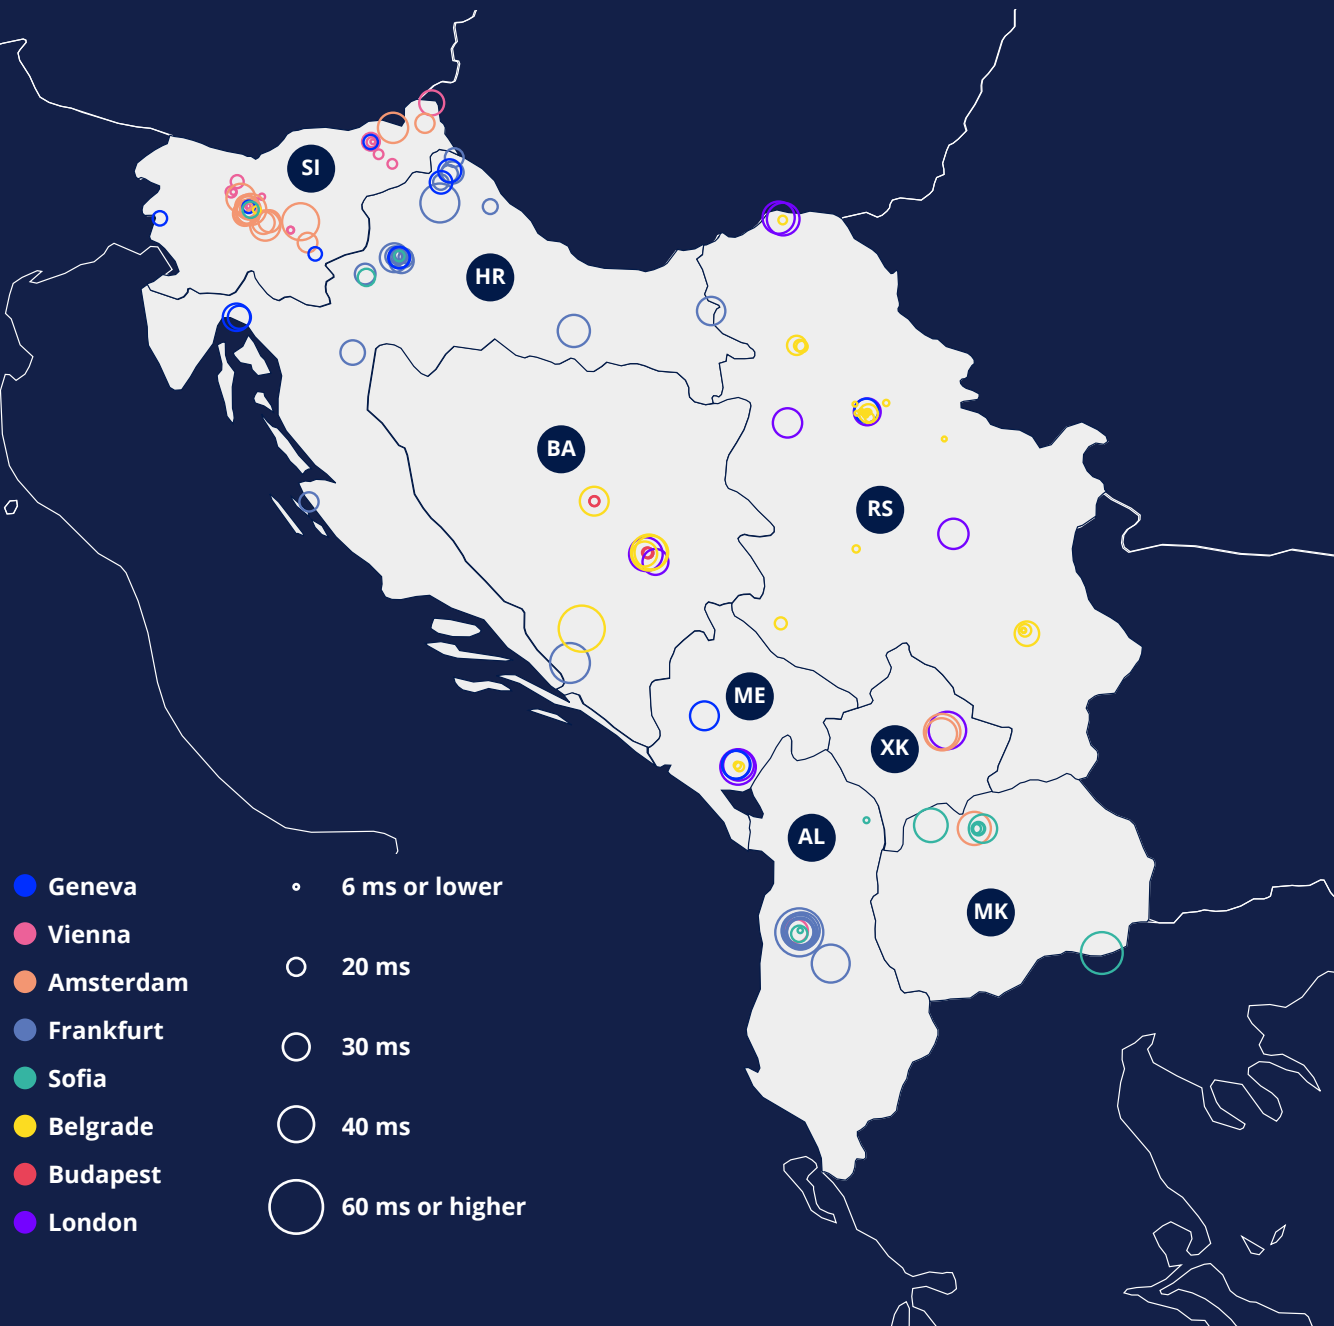 SI
HR
BA
RS
ME
XK
AL
MK
Geneva
Vienna
Amsterdam
Frankfurt
Sofia
Belgrade
Budapest
London
6 ms or lower
20 ms
30 ms
40 ms
60 ms or higher